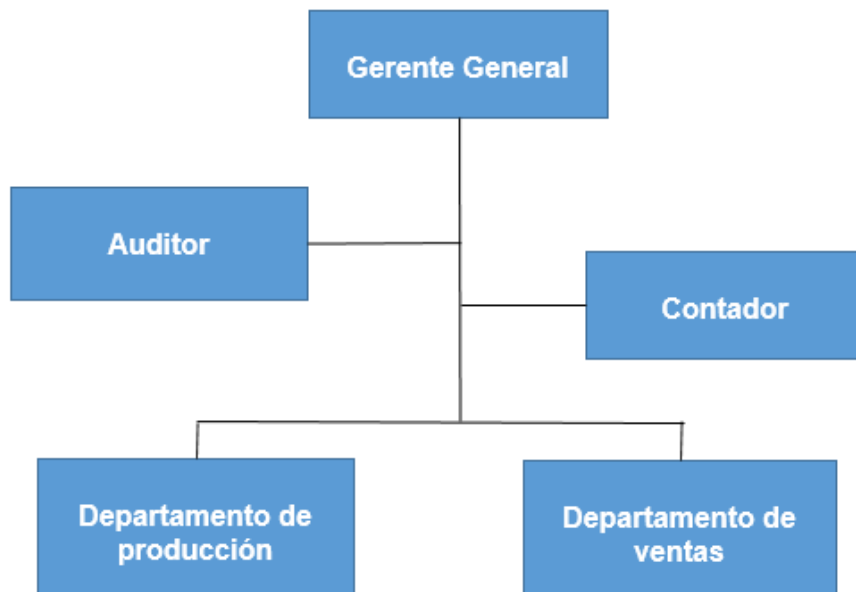 Gerente General
Auditor
Contador
Departamento de
producción
Departamento de
ventas